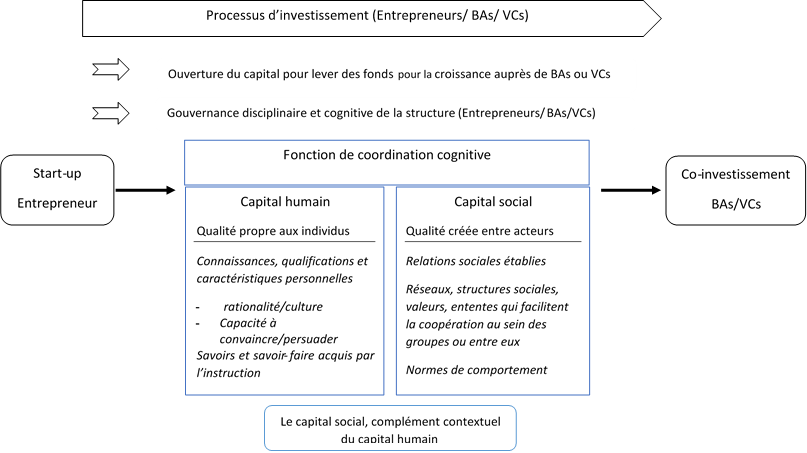 Processus d’investissement (Entrepreneurs/ BAs/ VCs)
Ouverture du capital pour lever des fonds pour la croissance auprès de BAs ou VCs
Gouvernance disciplinaire et cognitive de la structure (Entrepreneurs/ BAs/VCs)
Start-up
Entrepreneur
Fonction de coordination cognitive
Capital humain
Qualité propre aux individus
Connaissances, qualifications et
caractéristiques personnelles
- rationalité/culture
- Capacité à
convaincre/persuader
Savoirs et savoir-faire acquis par
l’instruction
Capital social
Qualité créée entre acteurs
Relations sociales établies
Réseaux, structures sociales,
valeurs, ententes qui facilitent
la coopération au sein des
groupes ou entre eux
Normes de comportement
Co-investissement
BAs/VCs
Le capital social, complément contextuel
du capital humain